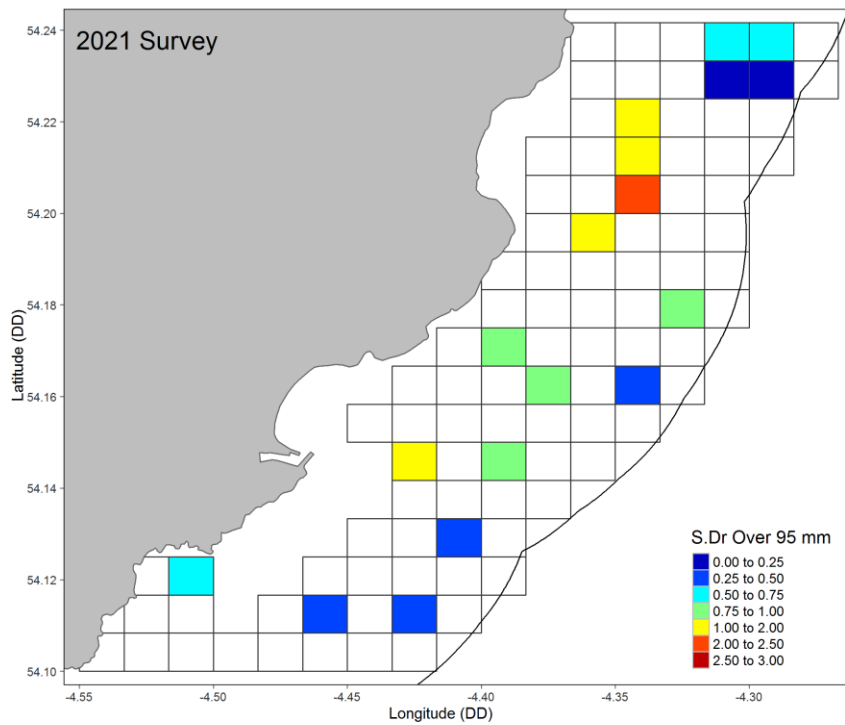 2021 Survey
54.24
54.22
54.20
54.18
54.16
54.14
54.12
54.10
Latitude (DD)
-4.55
-4.50
-4.45
-4.40
-4.35
-4.30
Longitude (DD)
S.Dr Over 95 mm
0.00 to 0.25
0.25 to 0.50
0.50 to 0.75
0.75 to 1.00
1.00 to 2.00
2.00 to 2.50
2.50 to 3.00